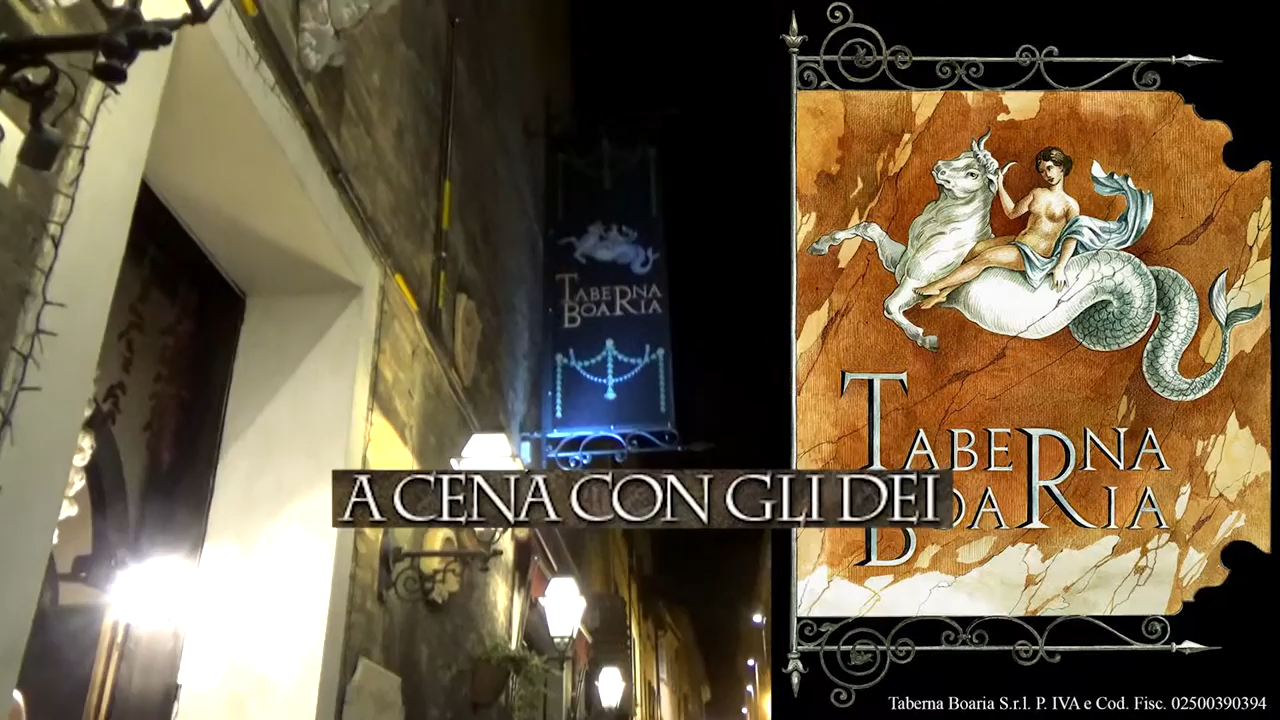 TABERNA
BOARIA
A CENA CON GLI DEI
TABERNA
BOARIA
Taberna Boaria S.r.l. P. IVA e Cod. Fisc. 02500390394